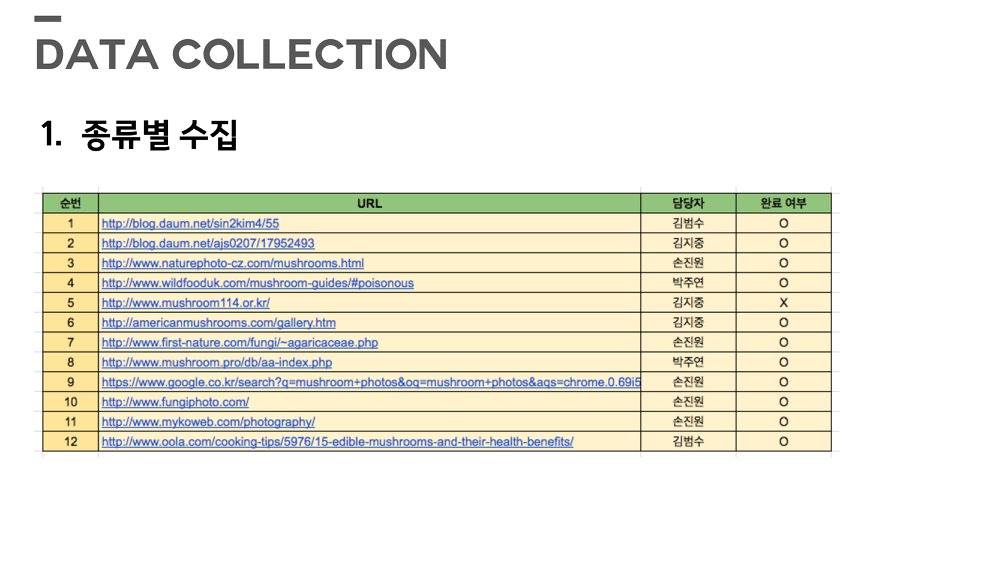 DATA COLLECTION
1. 종류별 수집
순번 URL 담당자 완료 여부
1 http://blog.daum.net/sin2kim4/55 김범수 O
2 http://blog.daum.net/ajs0207/17952493 김지중 O
3 http://www.naturephoto-cz.com/mushrooms.html 손진원 O
4 http://www.wildfooduk.com/mushroom-guides/#poisonous 박주연 O
5 http://www.mushroom114.or.kr/ 김지중 X
6 http://americanmushrooms.com/gallery.htm 김지중 O
7 http://www.first-nature.com/fungi/~agaricaceae.php 손진원 O
8 http://www.mushroom.pro/db/aa-index.php 박주연 O
9 https://www.google.co.kr/search?q=mushroom+photos&oq=mushroom+photos&aqs=chrome.0.69i5 손진원 O
10 http://www.fungiphoto.com/ 손진원 O
11 http://www.mykoweb.com/photography/ 손진원 O
12 http://www.oola.com/cooking-tips/5976/15-edible-mushrooms-and-their-health-benefits/ 김범수 O